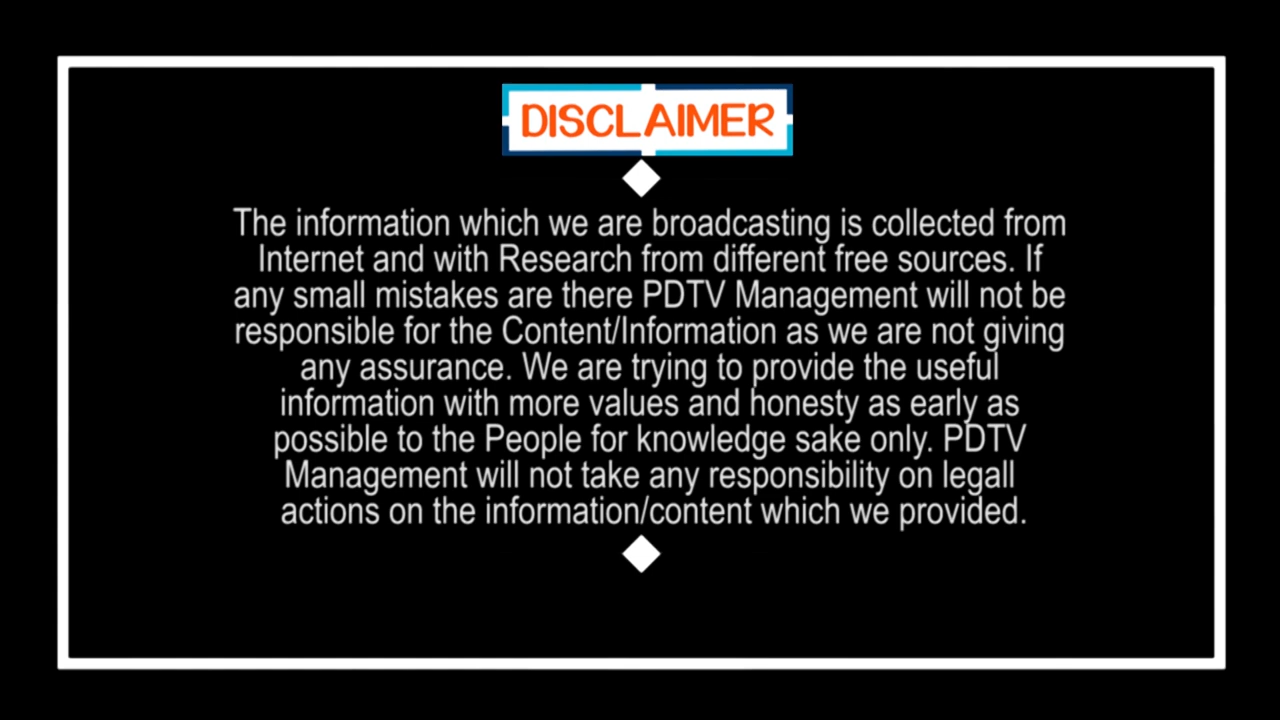 DISCLAIMER
The information which we are broadcasting is collected from
Internet and with Research from different free sources. If
any small mistakes are there PDTV Management will not be
responsible for the Content/Information as we are not giving
any assurance. We are trying to provide the useful
information with more values and honesty as early as
possible to the People for knowledge sake only. PDTV
Management will not take any responsibility on legall
actions on the information/content which we provided.